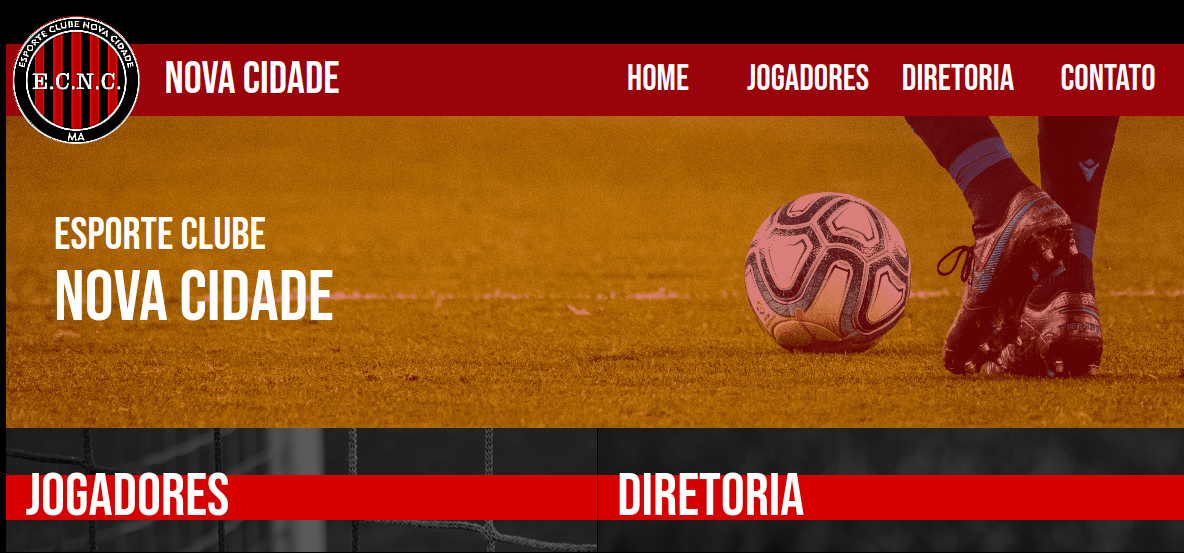 ESPORTE CLUBE NOVA CIDADE
E.C.N.C.
MA
NOVA CIDADE
HOME JOGADORES DIRETORIA CONTATO
ESPORTE CLUBE
NOVA CIDADE
JOGADORES
DIRETORIA